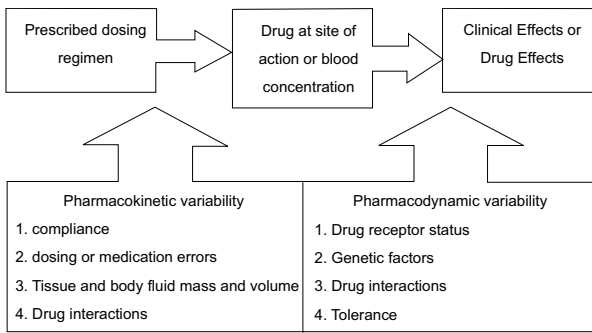 Prescribed dosing
regimen
Drug at site of
action or blood
concentration
Clinical Effects or
Drug Effects
Pharmacokinetic variability
1. compliance
2. dosing or medication errors
3. Tissue and body fluid mass and volume
4. Drug interactions
Pharmacodynamic variability
1. Drug receptor status
2. Genetic factors
3. Drug interactions
4. Tolerance